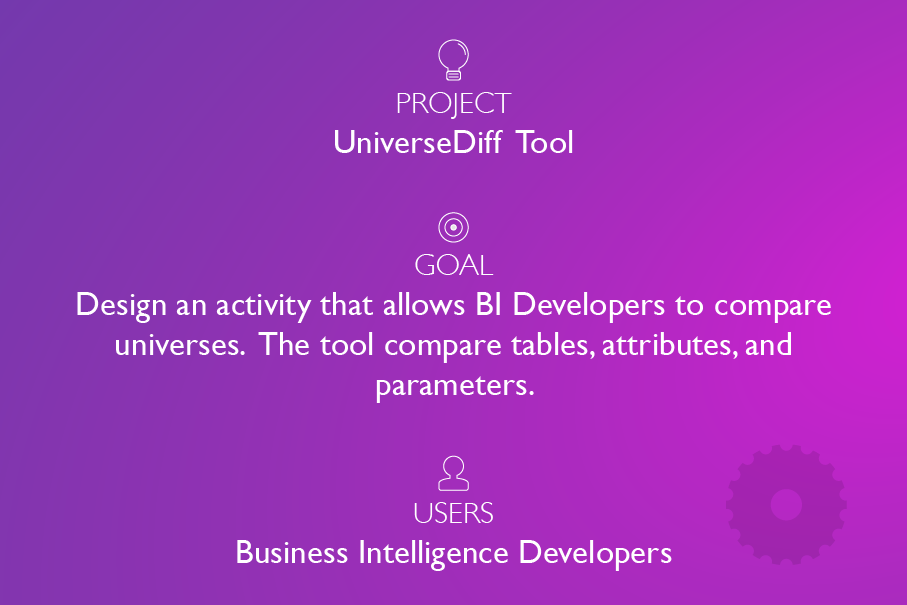 PROJECT
UniverseDiff Tool
GOAL
Design an activity that allows BI Developers to compare
universes. The tool compare tables, attributes, and
parameters.
USERS
Business Intelligence Developers